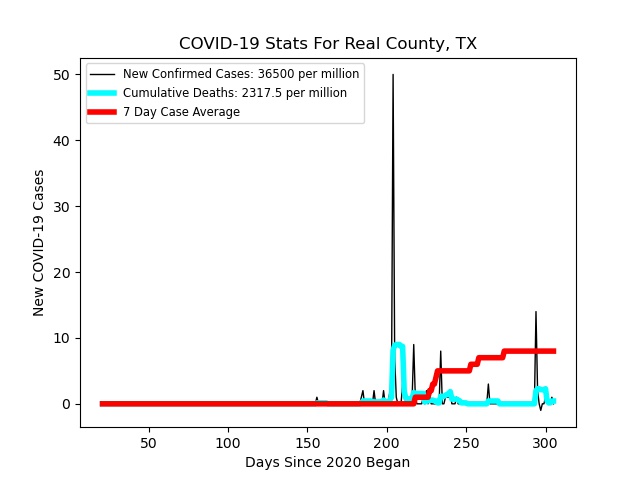 COVID-19 Stats For Real County, TX
New Confirmed Cases: 36500 per million
Cumulative Deaths: 2317.5 per million
7 Day Case Average
New COVID-19 Cases
50
40
30
20
10
0
50 100 150 200 250 300
Days Since 2020 Began